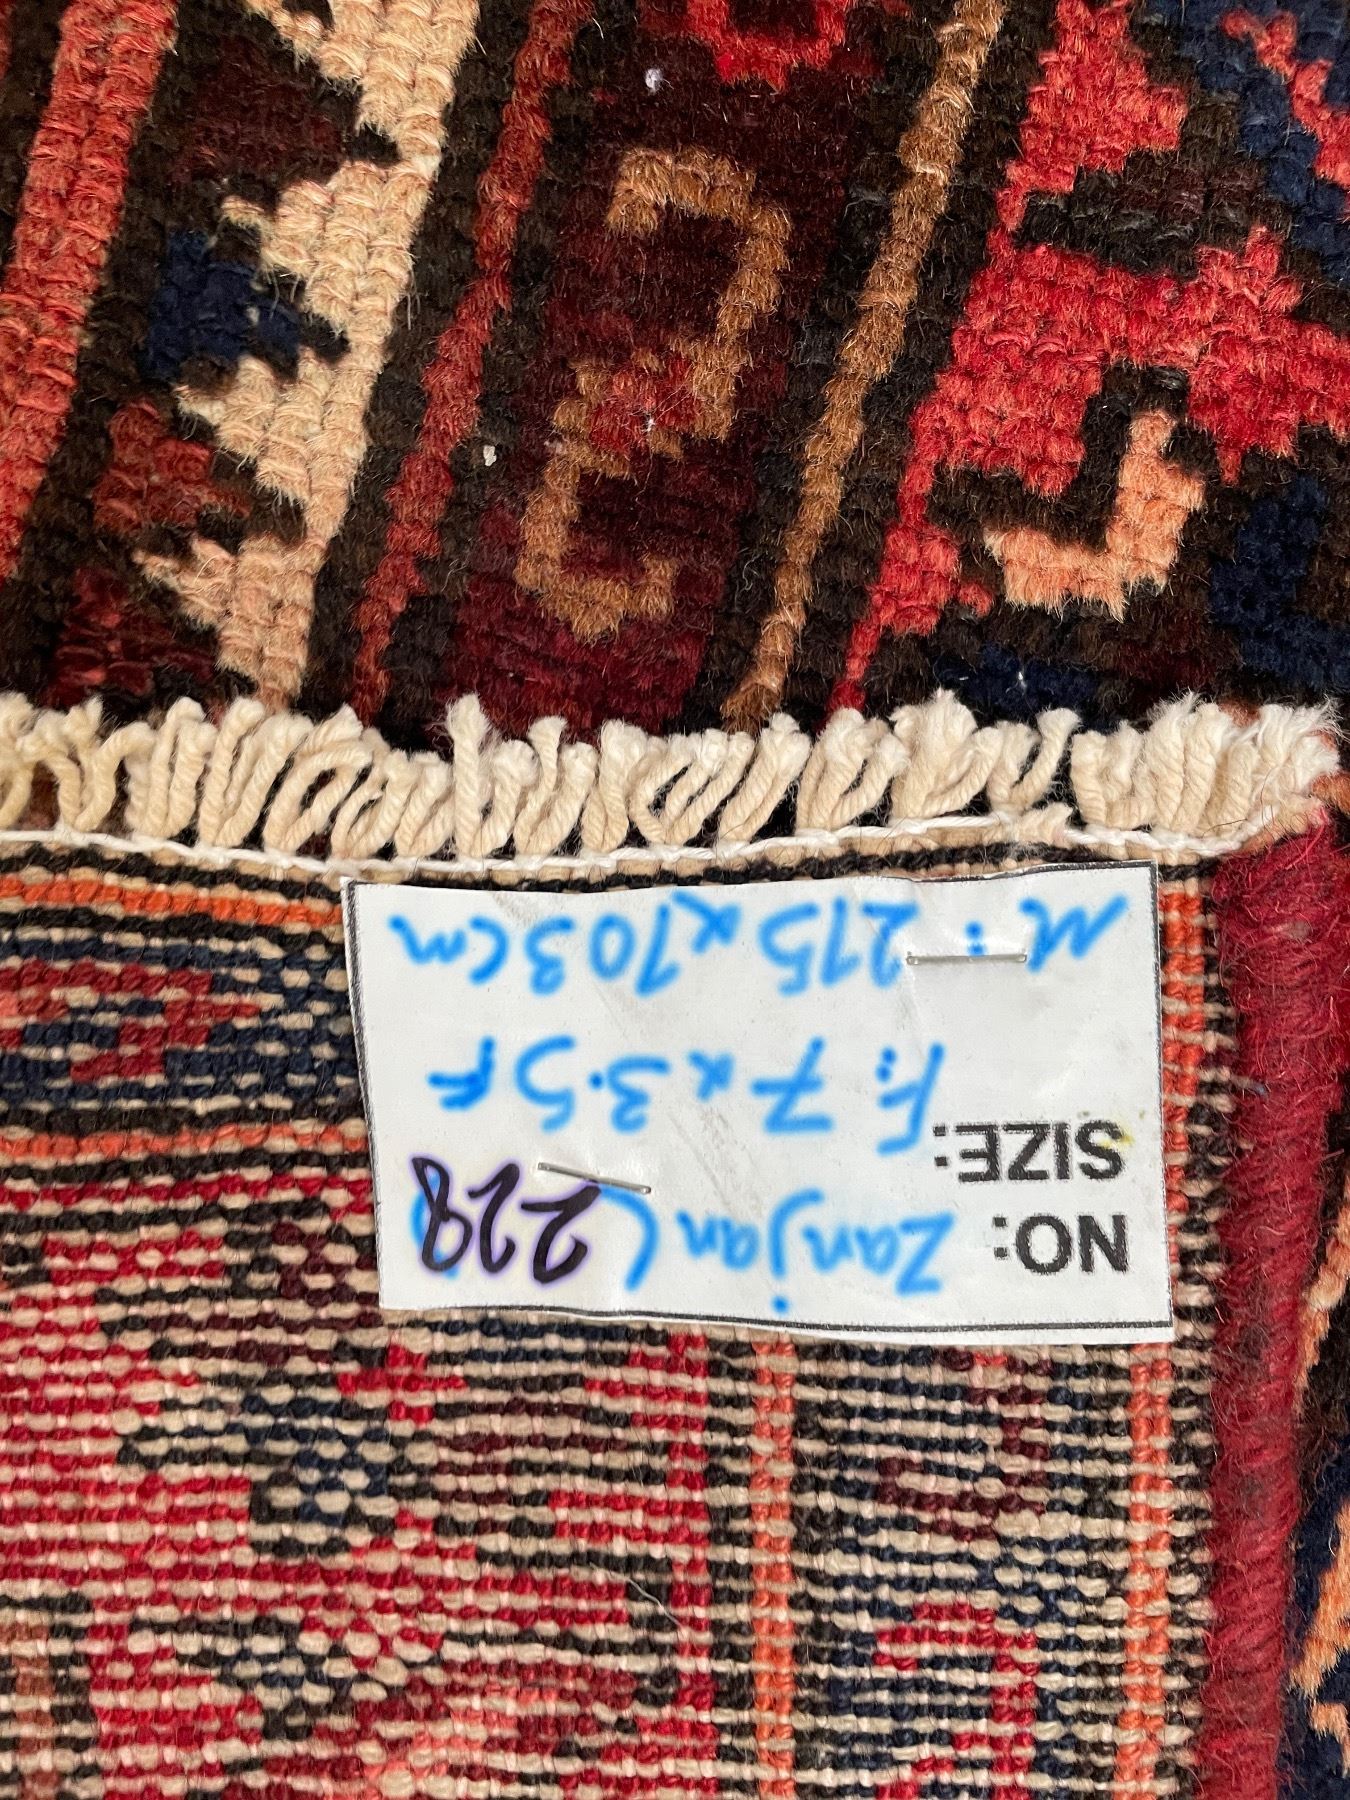 NO: Zanjan ( 228
SIZE: F: 7 x 3.5 F
M: 215 x 103 cm